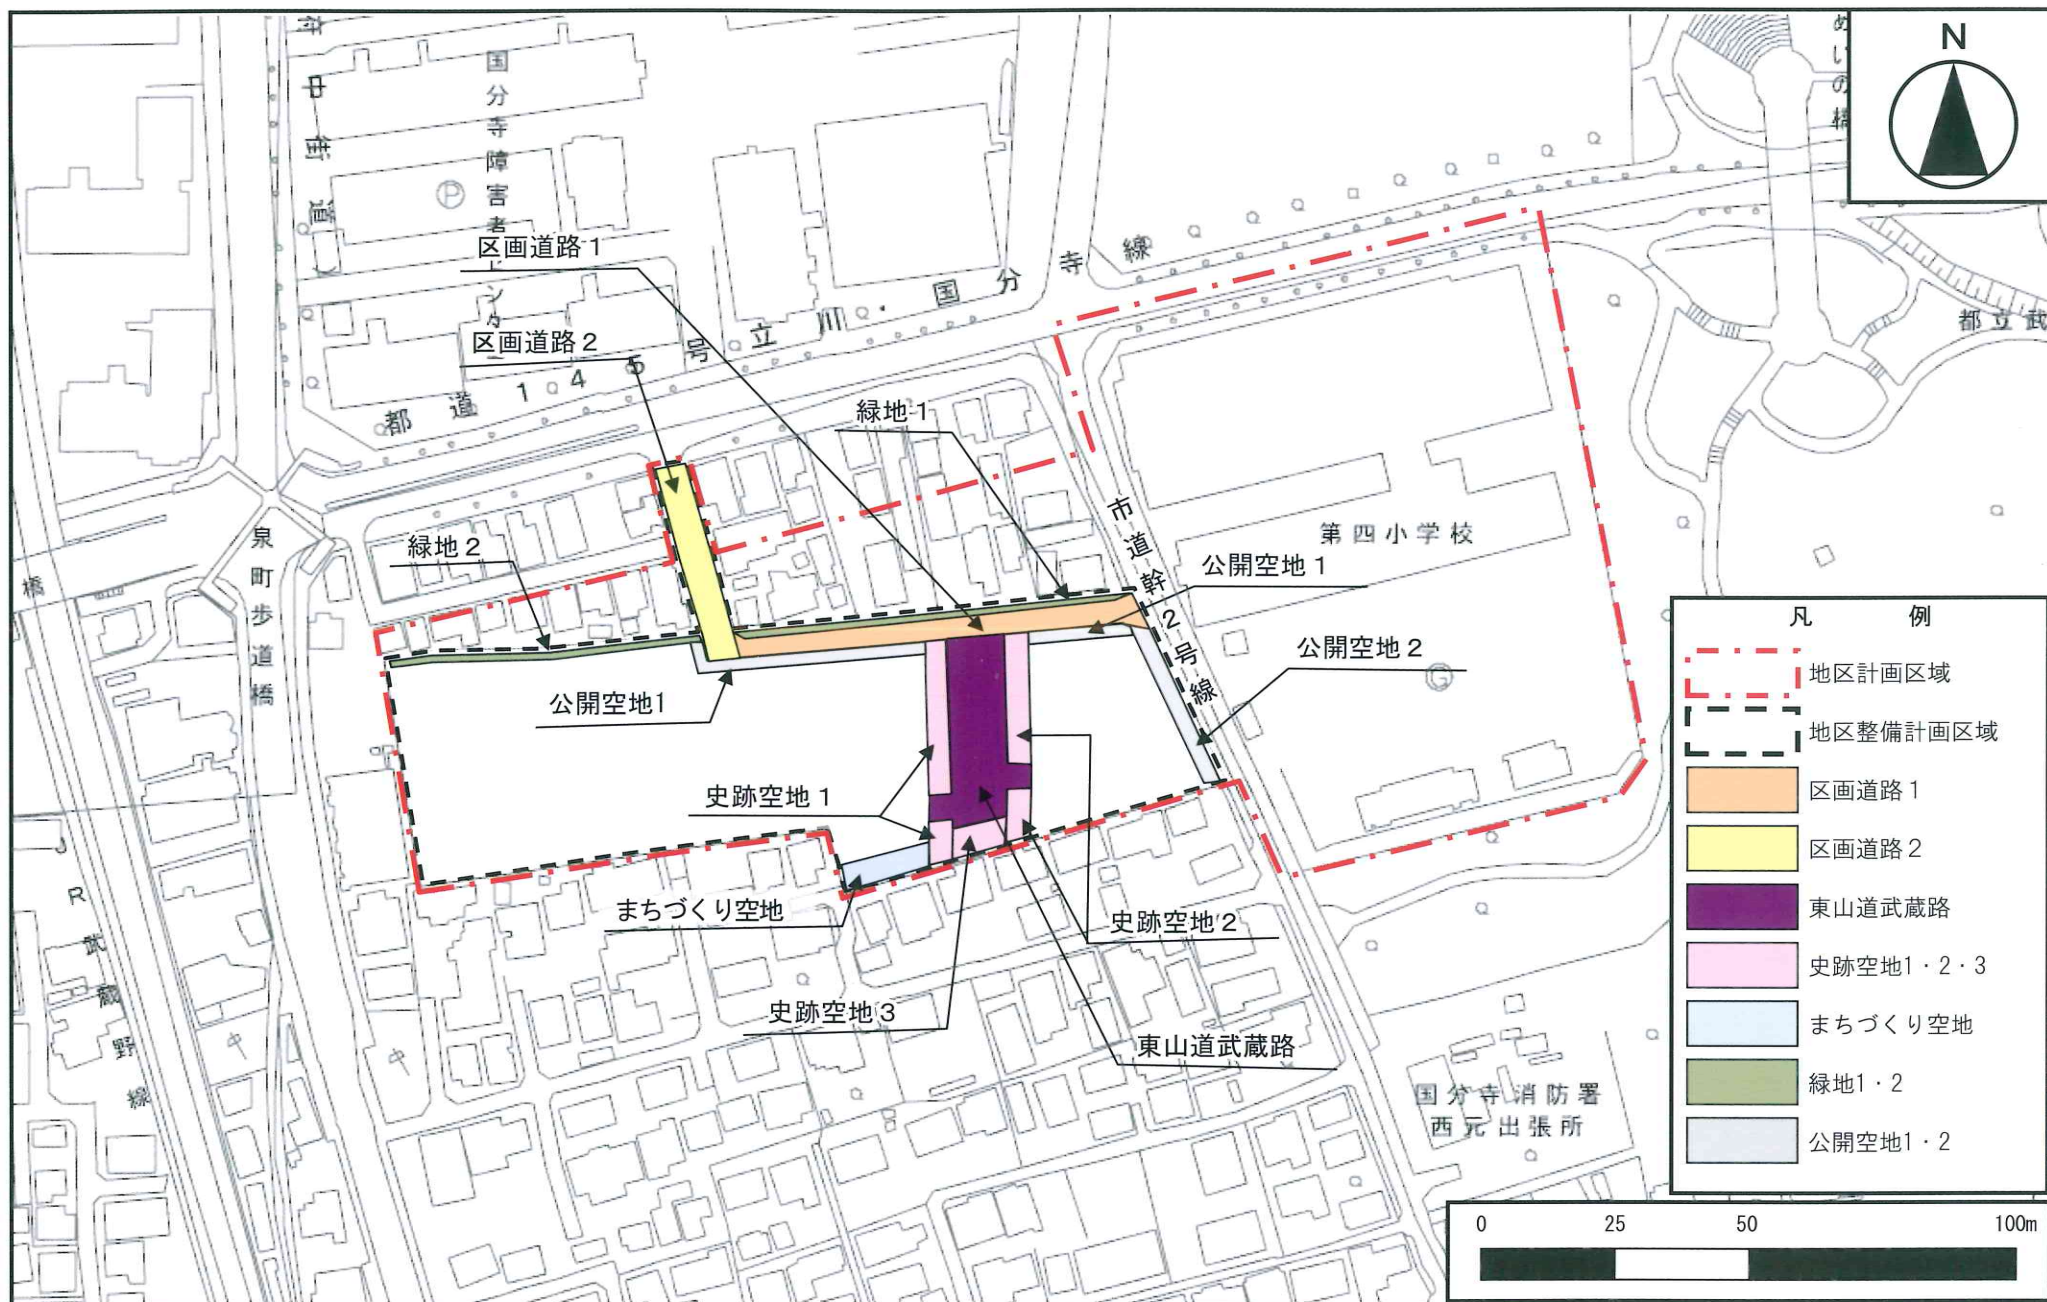 N
府中街道
国分寺障害者
P
めいの橋
区画道路1
区画道路2
都道145号立川・国分寺線
緑地1
都立武
市道幹2号線
第四小学校
泉町歩道橋
橋
緑地2
公開空地1
公開空地2
公開空地1
G
史跡空地1
まちづくり空地
史跡空地2
史跡空地3
東山道武蔵路
JR武蔵野線
国分寺消防署
西元出張所
凡例
地区計画区域
地区整備計画区域
区画道路1
区画道路2
東山道武蔵路
史跡空地1・2・3
まちづくり空地
緑地1・2
公開空地1・2
0 25 50 100m